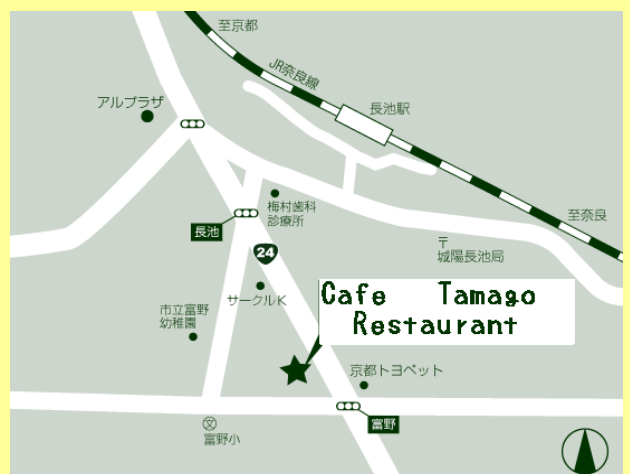 至京都
JR奈良線
アルプラザ
長池駅
梅村歯科
診療所
至奈良
長池
〒
城陽長池局
24
サークルK
Cafe Tamago
Restaurant
市立富野
幼稚園
京都トヨペット
富野
文
富野小